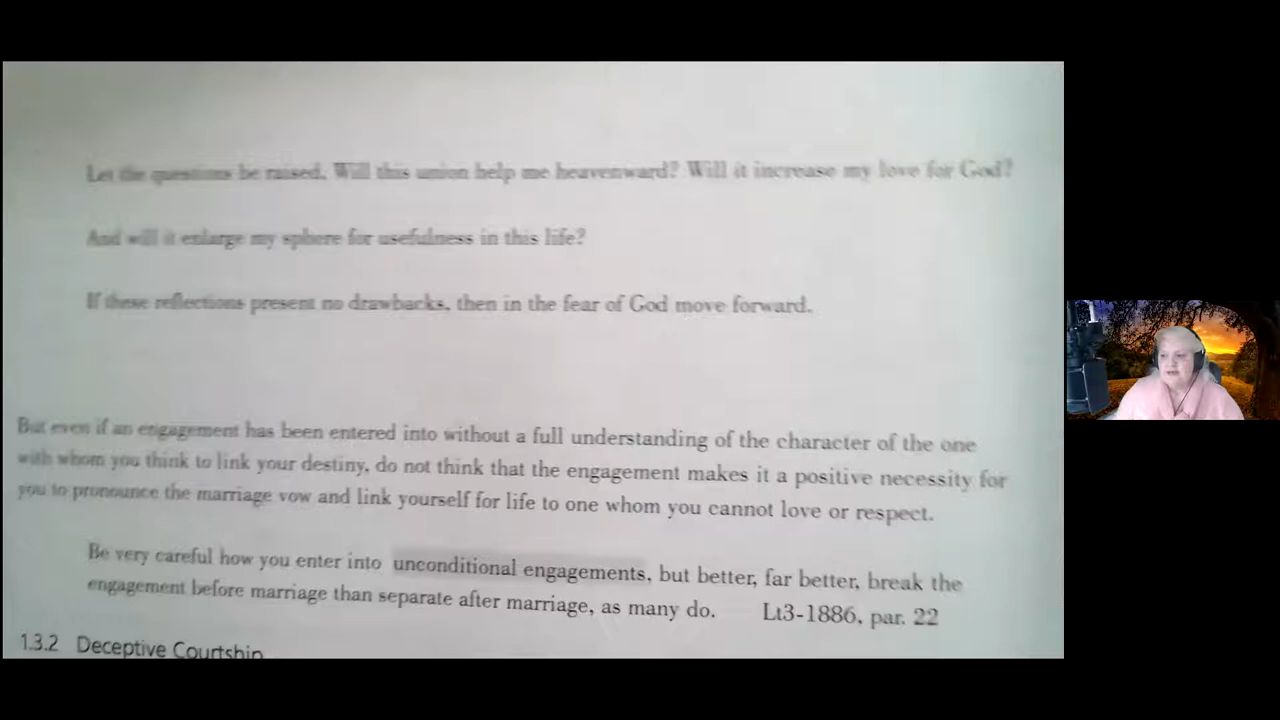 Let the questions be raised, Will this union help me heavenward? Will it increase my love for God?
And will it enlarge my sphere for usefulness in this life?
If these reflections present no drawbacks, then in the fear of God move forward.
But even if an engagement has been entered into without a full understanding of the character of the one
with whom you think to link your destiny, do not think that the engagement makes it a positive necessity for
you to pronounce the marriage vow and link yourself for life to one whom you cannot love or respect.
Be very careful how you enter into unconditional engagements, but better, far better, break the
engagement before marriage than separate after marriage, as many do. Lt3-1886, par. 22
1.3.2 Deceptive Courtship